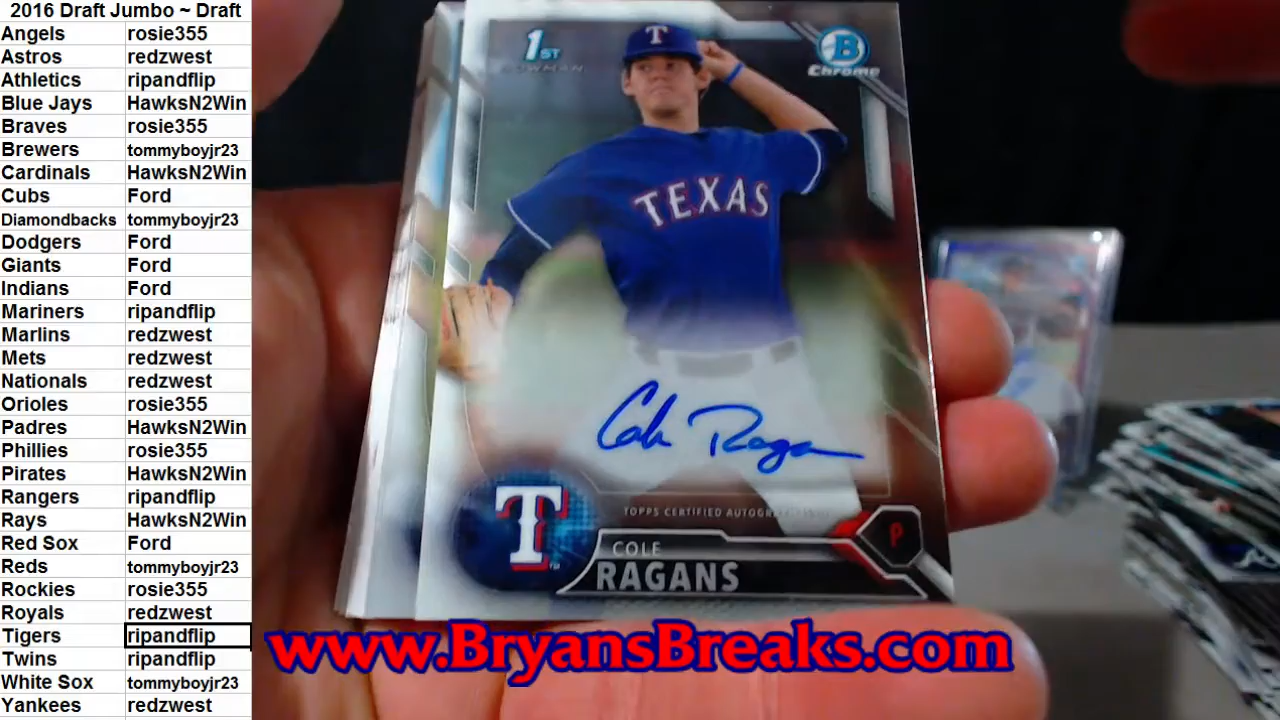 2016 Draft Jumbo ~ Draft
Angels rosie355
Astros redzwest
Athletics ripandflip
Blue Jays HawksN2Win
Braves rosie355
Brewers tommyboyjr23
Cardinals HawksN2Win
Cubs Ford
Diamondbacks tommyboyjr23
Dodgers Ford
Giants Ford
Indians Ford
Mariners ripandflip
Marlins redzwest
Mets redzwest
Nationals redzwest
Orioles rosie355
Padres HawksN2Win
Phillies rosie355
Pirates HawksN2Win
Rangers ripandflip
Rays HawksN2Win
Red Sox Ford
Reds tommyboyjr23
Rockies rosie355
Royals redzwest
Tigers ripandflip
Twins ripandflip
White Sox tommyboyjr23
Yankees redzwest
1ST
BOWMAN
B
Chrome
T
TEXAS
Cole Ragans
TOPPS CERTIFIED AUTOGRAPH
T
P
COLE
RAGANS
www.BryansBreaks.com